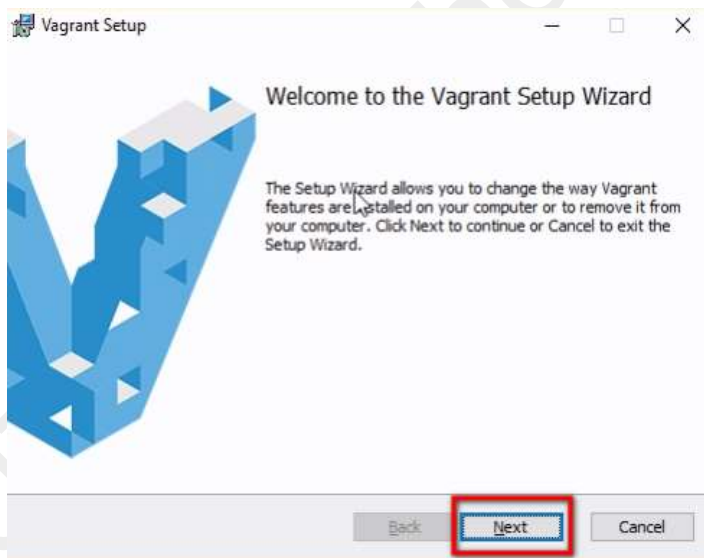 Vagrant Setup
Welcome to the Vagrant Setup Wizard
The Setup Wizard allows you to change the way Vagrant
features are installed on your computer or to remove it from
your computer. Click Next to continue or Cancel to exit the
Setup Wizard.
Back Next Cancel